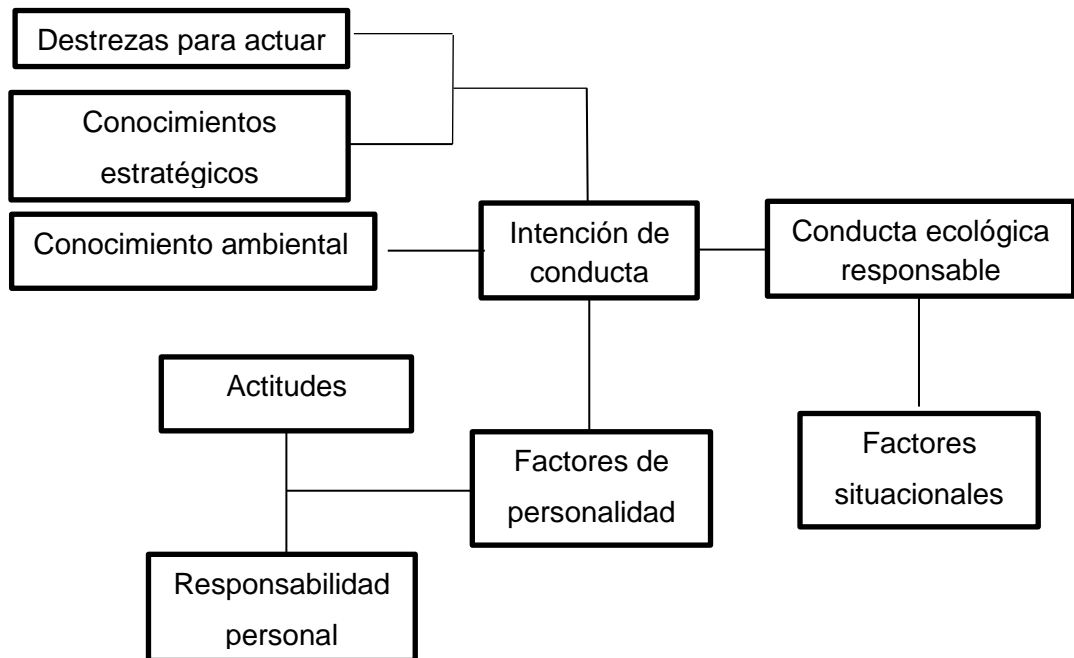 Destrezas para actuar
Conocimientos
estratégicos
Conocimiento ambiental
Intención de
conducta
Conducta ecológica
responsable
Actitudes
Factores de
personalidad
Factores
situacionales
Responsabilidad
personal